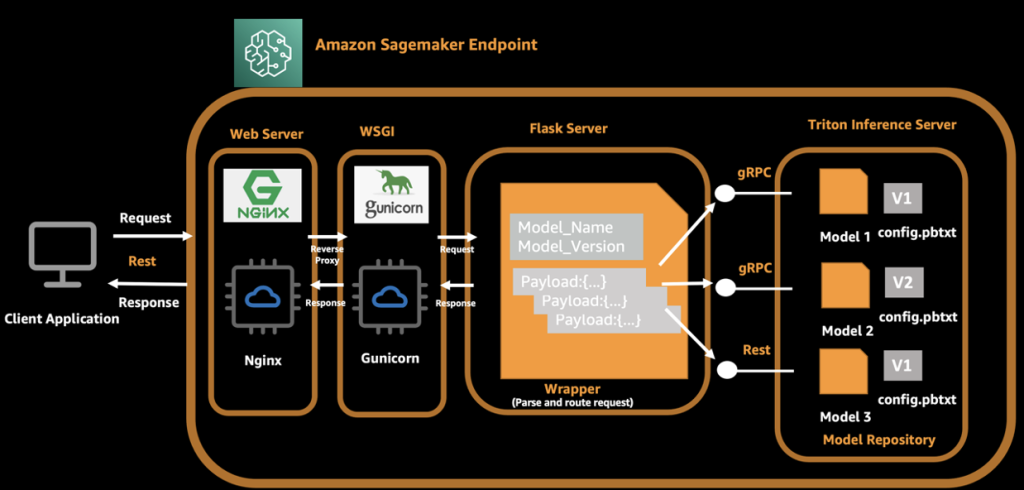 Amazon Sagemaker Endpoint
Web Server
WSGI
Flask Server
Triton Inference Server
NGiNX
gunicorn
Request
Rest
Response
Client Application
Reverse
Proxy
Response
Request
Response
Nginx
Gunicorn
Model_Name
Model_Version
Payload:{...}
Payload:{...}
Payload:{...}
Wrapper
(Parse and route request)
gRPC
gRPC
Rest
V1
Model 1
config.pbtxt
V2
Model 2
config.pbtxt
V1
Model 3
config.pbtxt
Model Repository